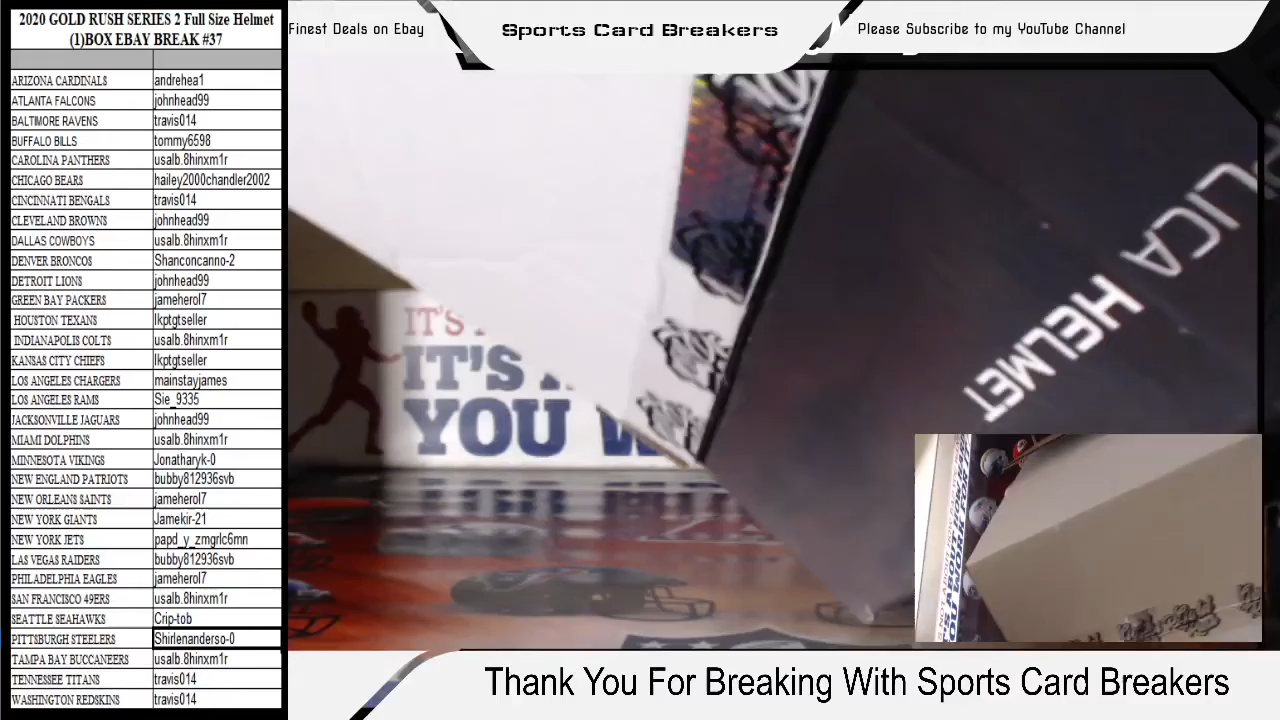 2020 GOLD RUSH SERIES 2 Full Size Helmet
(1)BOX EBAY BREAK #37
ARIZONA CARDINALS andrehea1
ATLANTA FALCONS johnhead99
BALTIMORE RAVENS travis014
BUFFALO BILLS tommy6598
CAROLINA PANTHERS usalb.8hinxm1r
CHICAGO BEARS hailey2000chandler2002
CINCINNATI BENGALS travis014
CLEVELAND BROWNS johnhead99
DALLAS COWBOYS usalb.8hinxm1r
DENVER BRONCOS Shanconcanno-2
DETROIT LIONS johnhead99
GREEN BAY PACKERS jameherol7
HOUSTON TEXANS lkptgtseller
INDIANAPOLIS COLTS usalb.8hinxm1r
KANSAS CITY CHIEFS lkptgtseller
LOS ANGELES CHARGERS mainstayjames
LOS ANGELES RAMS Sie_9335
JACKSONVILLE JAGUARS johnhead99
MIAMI DOLPHINS usalb.8hinxm1r
MINNESOTA VIKINGS Jonatharyk-0
NEW ENGLAND PATRIOTS bubby812936svb
NEW ORLEANS SAINTS jameherol7
NEW YORK GIANTS Jamekir-21
NEW YORK JETS papd_y_zmgrlc6mn
LAS VEGAS RAIDERS bubby812936svb
PHILADELPHIA EAGLES jameherol7
SAN FRANCISCO 49ERS usalb.8hinxm1r
SEATTLE SEAHAWKS Crip-tob
PITTSBURGH STEELERS Shirlenanderso-0
TAMPA BAY BUCCANEERS usalb.8hinxm1r
TENNESSEE TITANS travis014
WASHINGTON REDSKINS travis014
Finest Deals on Ebay
Sports Card Breakers
Please Subscribe to my YouTube Channel
LICA HELMET
IT'S
IT'S
YOU W
Thank You For Breaking With Sports Card Breakers